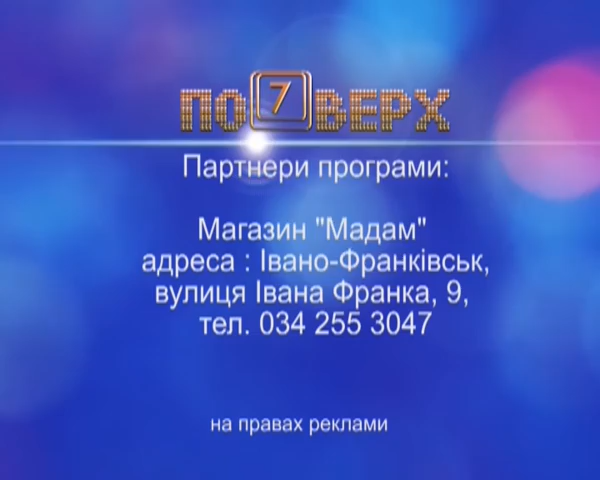 ПО7ВЕРХ
Партнери програми:
Магазин "Мадам"
адреса : Івано-Франківськ,
вулиця Івана Франка, 9,
тел. 034 255 3047
на правах реклами